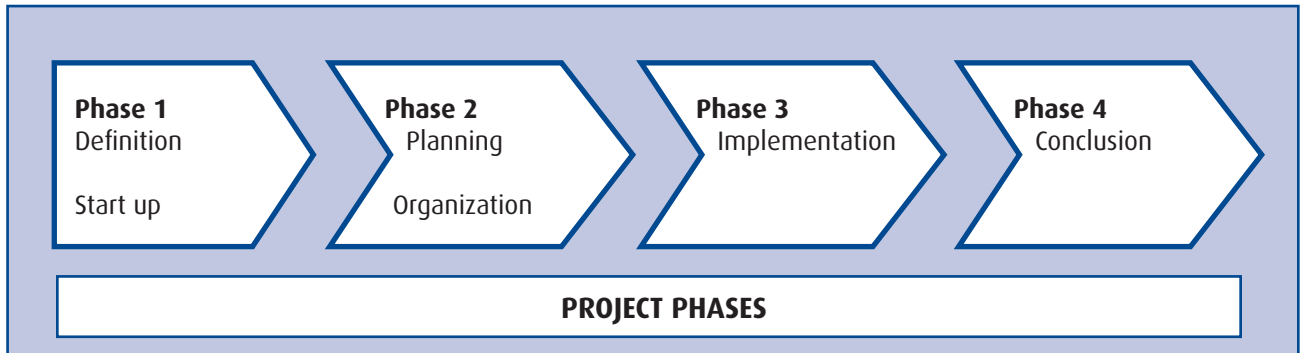 Phase 1
Definition
Start up
Phase 2
Planning
Organization
Phase 3
Implementation
Phase 4
Conclusion
PROJECT PHASES